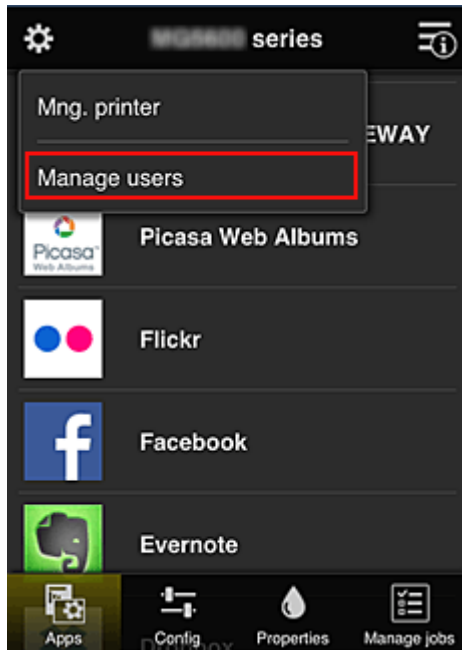 series
Mng. printer
EWAY
Manage users
Picasa
Web Albums
Picasa Web Albums
Flickr
f
Facebook
Evernote
Apps
Config
Properties
Manage jobs